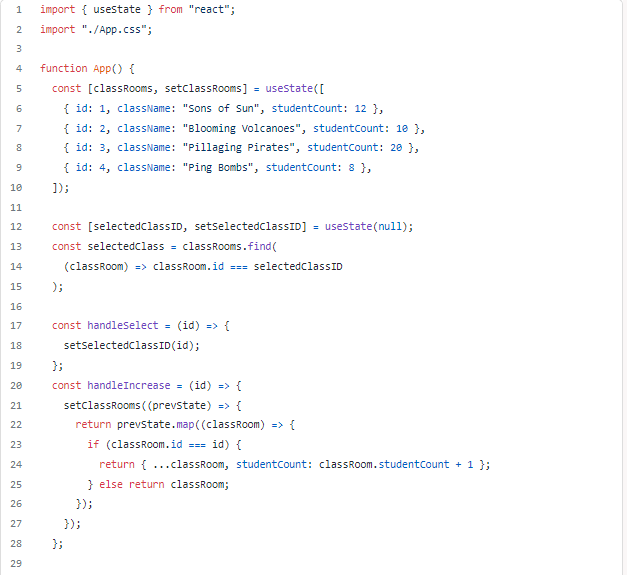 1 import { useState } from "react";
2 import "./App.css";
3
4 function App() {
5   const [classRooms, setClassRooms] = useState([
6     { id: 1, className: "Sons of Sun", studentCount: 12 },
7     { id: 2, className: "Blooming Volcanoes", studentCount: 10 },
8     { id: 3, className: "Pillaging Pirates", studentCount: 20 },
9     { id: 4, className: "Ping Bombs", studentCount: 8 },
10   ]);
11
12   const [selectedClassID, setSelectedClassID] = useState(null);
13   const selectedClass = classRooms.find(
14     (classRoom) => classRoom.id === selectedClassID
15   );
16
17   const handleSelect = (id) => {
18     setSelectedClassID(id);
19   };
20   const handleIncrease = (id) => {
21     setClassRooms((prevState) => {
22       return prevState.map((classRoom) => {
23         if (classRoom.id === id) {
24           return { ...classRoom, studentCount: classRoom.studentCount + 1 };
25         } else return classRoom;
26       });
27     });
28   };
29